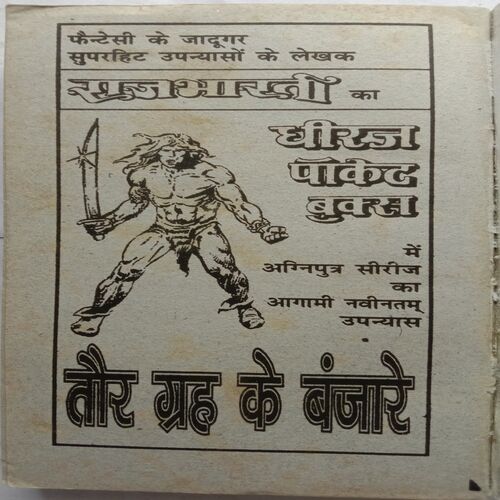 फैन्टेसी के जादूगर
सुपरहिट उपन्यासों के लेखक
राजभारती का
धीरज
पॉकेट
बुक्स
में
अग्निपुत्र सीरीज
का
आगामी नवीनतम्
उपन्यास
तौर ग्रह के बंजारे